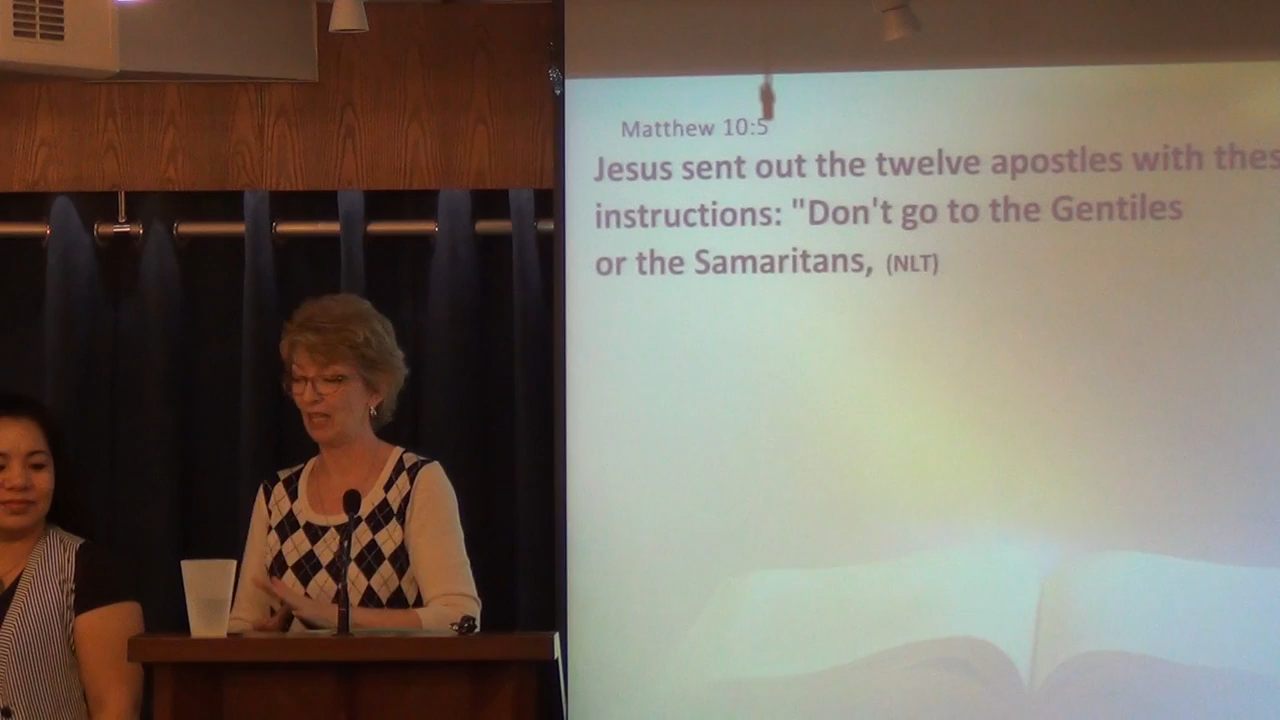 Matthew 10:5
Jesus sent out the twelve apostles with thes
instructions: "Don't go to the Gentiles
or the Samaritans, (NLT)